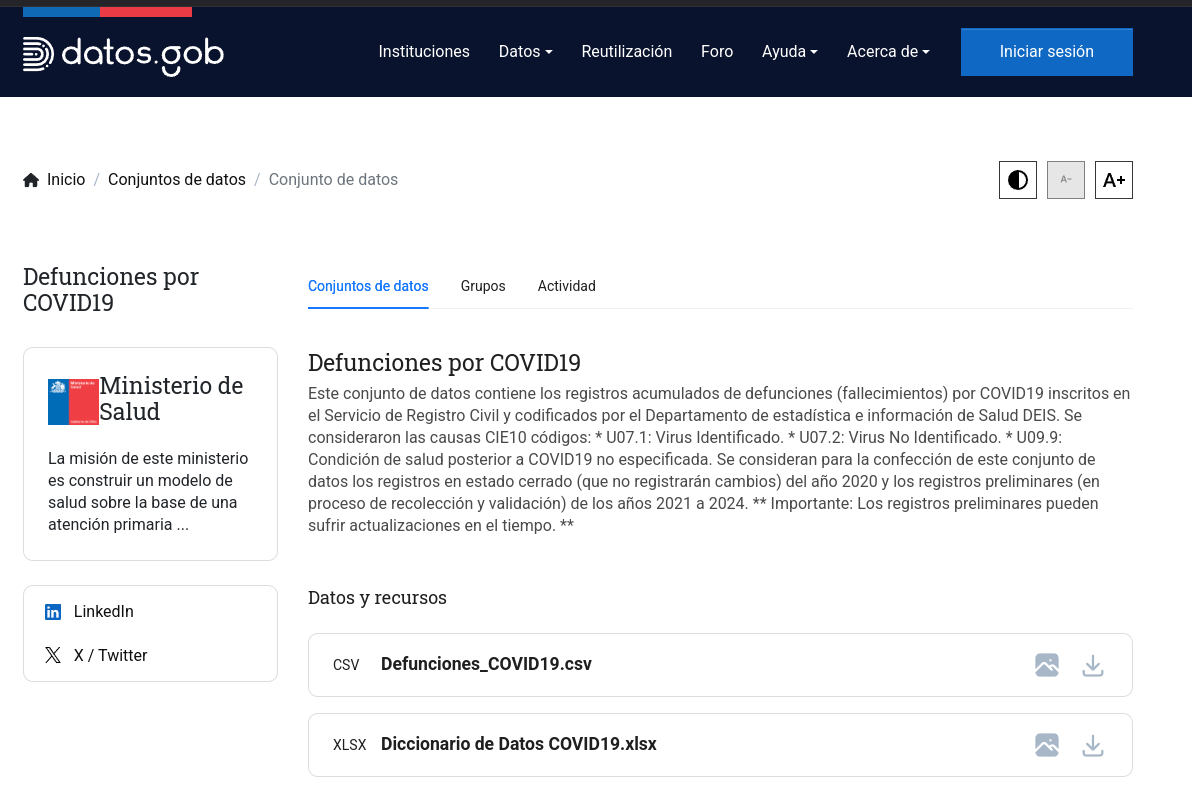 datos.gob
Instituciones
Datos
Reutilización
Foro
Ayuda
Acerca de
Iniciar sesión
Inicio / Conjuntos de datos / Conjunto de datos
A-
A+
Defunciones por
COVID19
Ministerio de
Salud
La misión de este ministerio
es construir un modelo de
salud sobre la base de una
atención primaria ...
LinkedIn
X / Twitter
Conjuntos de datos
Grupos
Actividad
Defunciones por COVID19
Este conjunto de datos contiene los registros acumulados de defunciones (fallecimientos) por COVID19 inscritos en
el Servicio de Registro Civil y codificados por el Departamento de estadística e información de Salud DEIS. Se
consideraron las causas CIE10 códigos: * U07.1: Virus Identificado. * U07.2: Virus No Identificado. * U09.9:
Condición de salud posterior a COVID19 no especificada. Se consideran para la confección de este conjunto de
datos los registros en estado cerrado (que no registrarán cambios) del año 2020 y los registros preliminares (en
proceso de recolección y validación) de los años 2021 a 2024. ** Importante: Los registros preliminares pueden
sufrir actualizaciones en el tiempo. **
Datos y recursos
CSV Defunciones_COVID19.csv
XLSX Diccionario de Datos COVID19.xlsx